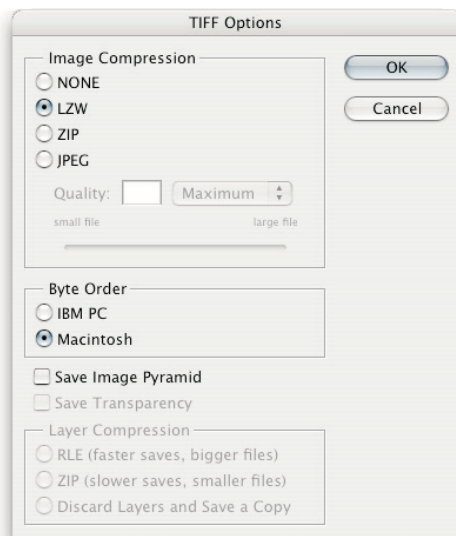 TIFF Options
Image Compression
NONE
LZW
ZIP
JPEG
Quality:
Maximum
small file
large file
OK
Cancel
Byte Order
IBM PC
Macintosh
Save Image Pyramid
Save Transparency
Layer Compression
RLE (faster saves, bigger files)
ZIP (slower saves, smaller files)
Discard Layers and Save a Copy